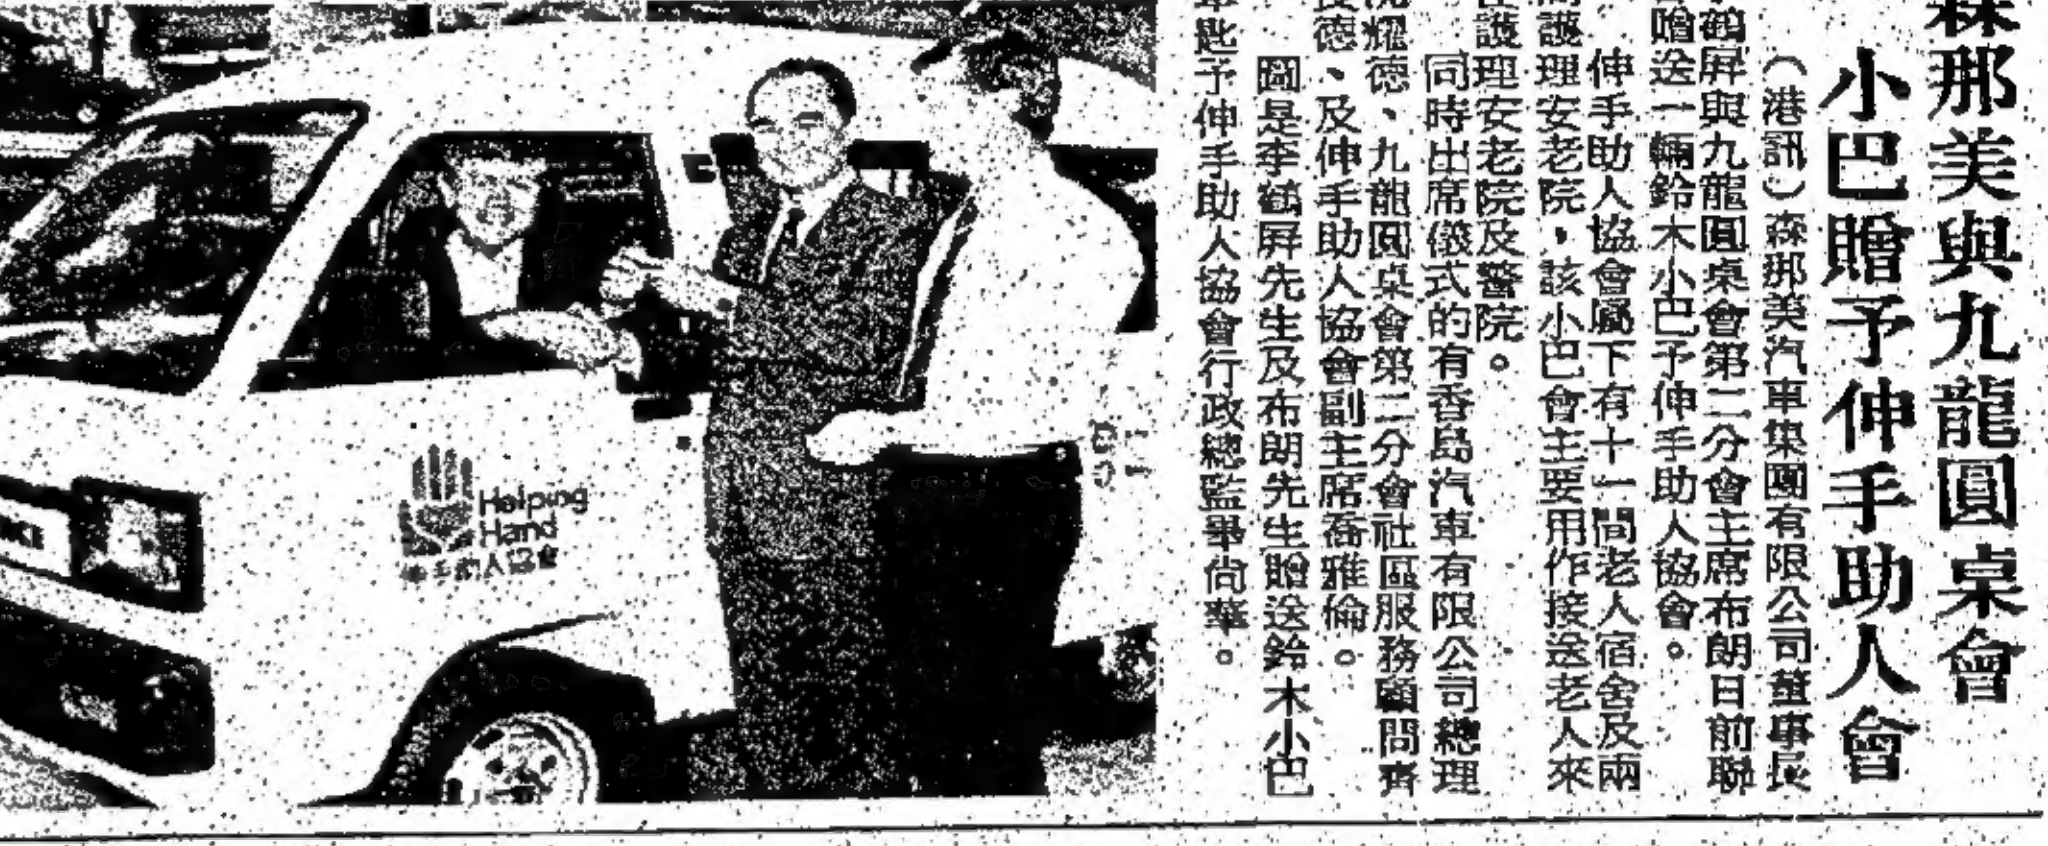 森那美與九龍圓桌會
小巴贈予伸手助人會
（港訊）森那美汽車集團有限公司董事長
鶴屏與九龍圓桌會第二分會主席布朗日前聯
贈送一輛鈴木小巴予伸手助人協會。
伸手助人協會屬下有十一間老人宿舍及兩
護理安老院，該小巴會主要用作接送老人來
護理安老院及醫院。
同時出席儀式的有香島汽車有限公司總理
耀德、九龍圓桌會第二分會社區服務顧問齊
德、及伸手助人協會副主席喬雅倫。
圖是李鶴屏先生及布朗先生贈送鈴木小巴
車匙予伸手助人協會行政總監畢尚華。
Helping
Hand
伸手助人協會